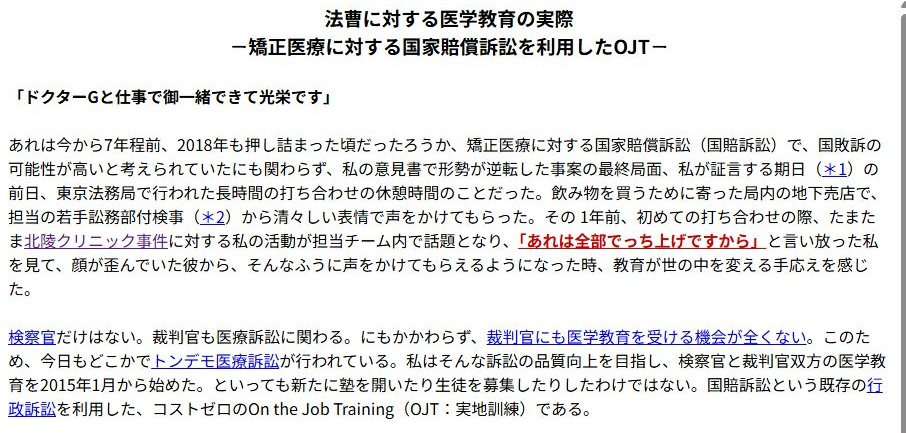 法曹に対する医学教育の実際
－矯正医療に対する国家賠償訴訟を利用したOJT－
「ドクターGと仕事で御一緒できて光栄です」
あれは今から7年程前、2018年も押し詰まった頃だったろうか、矯正医療に対する国家賠償訴訟（国賠訴訟）で、国敗訴の
可能性が高いと考えられていたにも関わらず、私の意見書で形勢が逆転した事案の最終局面、私が証言する期日（＊1）の
前日、東京法務局で行われた長時間の打ち合わせの休憩時間のことだった。飲み物を買うために寄った局内の地下売店で、
担当の若手訟務部付検事（＊2）から清々しい表情で声をかけてもらった。その 1年前、初めての打ち合わせの際、たまた
ま北陵クリニック事件に対する私の活動が担当チーム内で話題となり、「あれは全部でっち上げですから」と言い放った私
を見て、顔が歪んでいた彼から、そんなふうに声をかけてもらえるようになった時、教育が世の中を変える手応えを感じ
た。
検察官だけはない。裁判官も医療訴訟に関わる。にもかかわらず、裁判官にも医学教育を受ける機会が全くない。このた
め、今日もどこかでトンデモ医療訴訟が行われている。私はそんな訴訟の品質向上を目指し、検察官と裁判官双方の医学教
育を2015年1月から始めた。といっても新たに塾を開いたり生徒を募集したりしたわけではない。国賠訴訟という既存の行
政訴訟を利用した、コストゼロのOn the Job Training（OJT：実地訓練）である。